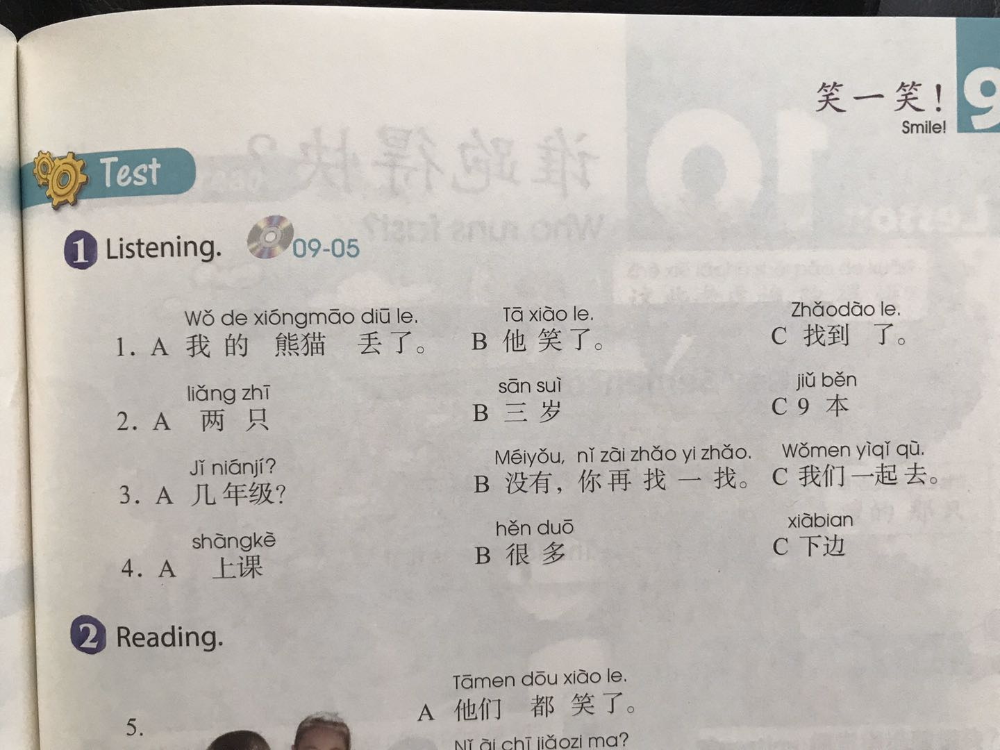 笑一笑！
Smile!
9
Test
1 Listening. 09-05
Wǒ de xióngmāo diū le. Tā xiào le. Zhǎodào le.
1. A 我 的 熊猫 丢 了。 B 他 笑 了。 C 找到 了。
liǎng zhī sān suì jiǔ běn
2. A 两 只 B 三 岁 C 9 本
Jǐ niánjí? Méiyǒu, nǐ zài zhǎo yi zhǎo. Wǒmen yìqǐ qù.
3. A 几 年级? B 没有，你 再 找 一 找。 C 我们 一起 去。
shàngkè hěn duō xiàbian
4. A 上课 B 很 多 C 下边
2 Reading.
Tāmen dōu xiào le.
5. A 他们 都 笑 了。
Nǐ ài chī jiǎozi ma?